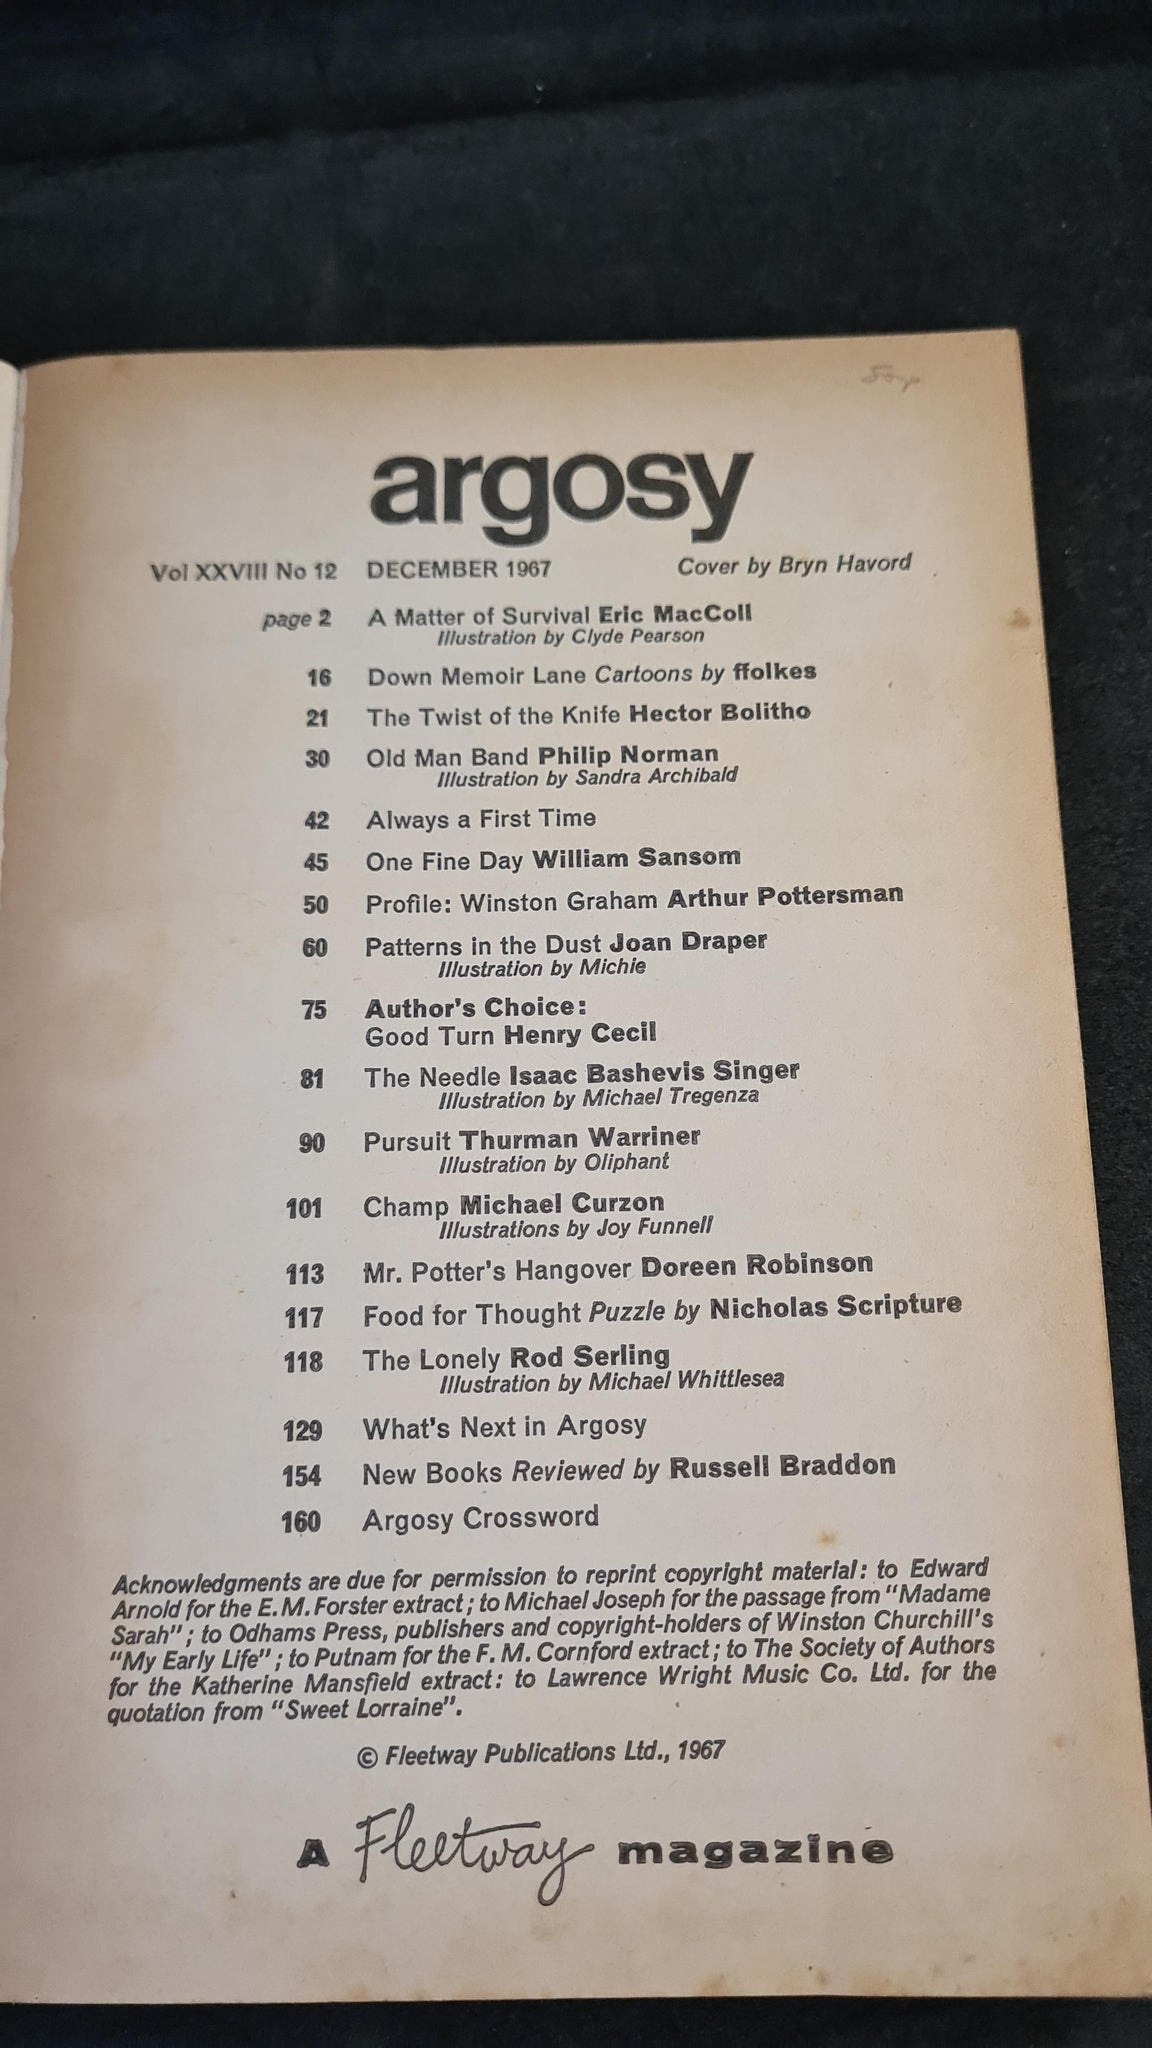 argosy
Vol XXVIII No 12 DECEMBER 1967 Cover by Bryn Havord
page 2 A Matter of Survival Eric MacColl
Illustration by Clyde Pearson
16 Down Memoir Lane Cartoons by ffolkes
21 The Twist of the Knife Hector Bolitho
30 Old Man Band Philip Norman
Illustration by Sandra Archibald
42 Always a First Time
45 One Fine Day William Sansom
50 Profile: Winston Graham Arthur Pottersman
60 Patterns in the Dust Joan Draper
Illustration by Michie
75 Author's Choice:
Good Turn Henry Cecil
81 The Needle Isaac Bashevis Singer
Illustration by Michael Tregenza
90 Pursuit Thurman Warriner
Illustration by Oliphant
101 Champ Michael Curzon
Illustrations by Joy Funnell
113 Mr. Potter's Hangover Doreen Robinson
117 Food for Thought Puzzle by Nicholas Scripture
118 The Lonely Rod Serling
Illustration by Michael Whittlesea
129 What's Next in Argosy
154 New Books Reviewed by Russell Braddon
160 Argosy Crossword
Acknowledgments are due for permission to reprint copyright material: to Edward
Arnold for the E. M. Forster extract; to Michael Joseph for the passage from "Madame
Sarah"; to Odhams Press, publishers and copyright-holders of Winston Churchill's
"My Early Life"; to Putnam for the F. M. Cornford extract; to The Society of Authors
for the Katherine Mansfield extract: to Lawrence Wright Music Co. Ltd. for the
quotation from "Sweet Lorraine".
© Fleetway Publications Ltd., 1967
A Fleetway magazine